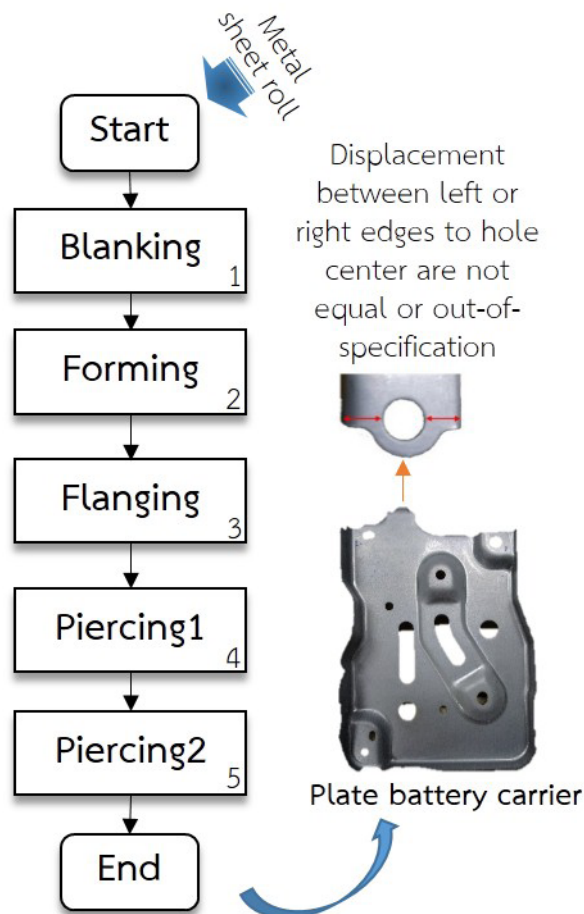 Metal
sheet roll
Start
Blanking
1
Forming
2
Flanging
3
Piercing1
4
Piercing2
5
End
Displacement
between left or
right edges to hole
center are not
equal or out-of-
specification
Plate battery carrier